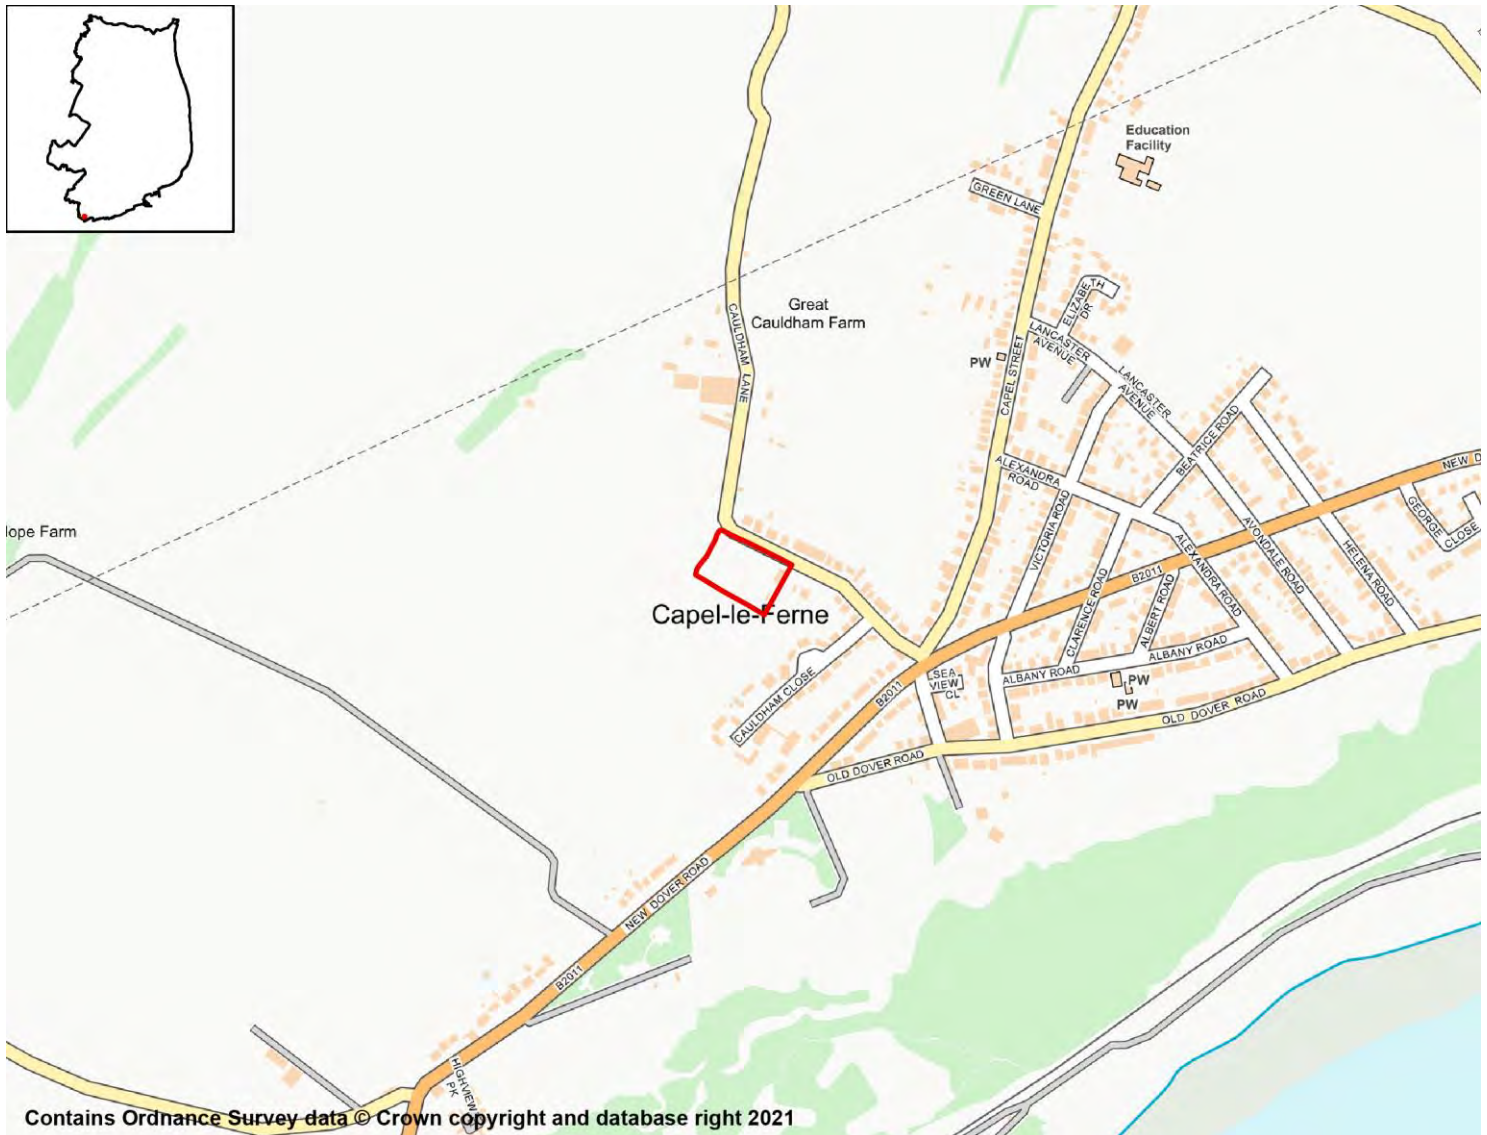 Education
Facility
GREEN LANE
ELIZABETH
DR
Great
Cauldham Farm
CAULDHAM LANE
LANCASTER
AVENUE
PW
CAPEL STREET
LANCASTER
AVENUE
BEATRICE ROAD
ALEXANDRA
ROAD
NEW D
GEORGE
CLOSE
VICTORIA ROAD
AVONDALE ROAD
HELENA ROAD
ALEXANDRA ROAD
lope Farm
B2011
CLARENCE ROAD
ALBERT ROAD
Capel-le-Ferne
ALBANY ROAD
ALBANY ROAD
SEA
VIEW
CL
PW
PW
B2011
CAULDHAM CLOSE
OLD DOVER ROAD
OLD DOVER ROAD
NEW DOVER ROAD
B2011
HIGHVIEW
PK
Contains Ordnance Survey data © Crown copyright and database right 2021